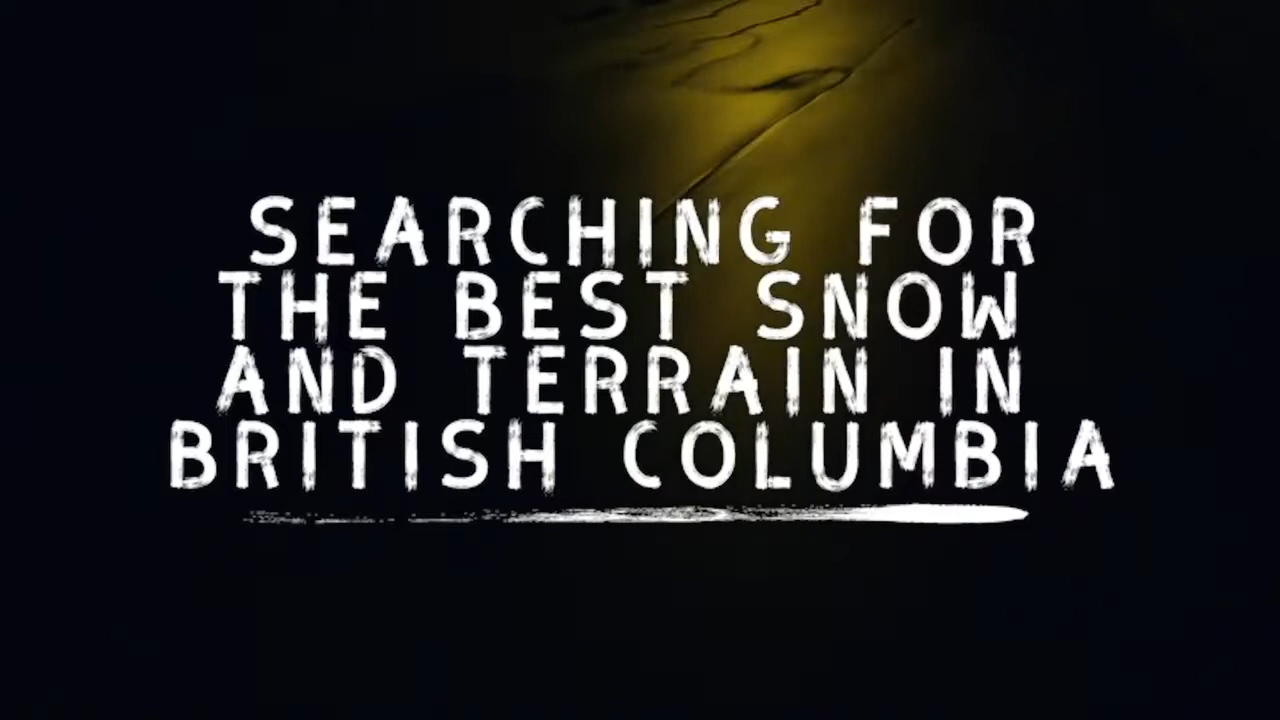 SEARCHING FOR
THE BEST SNOW
AND TERRAIN IN
BRITISH COLUMBIA